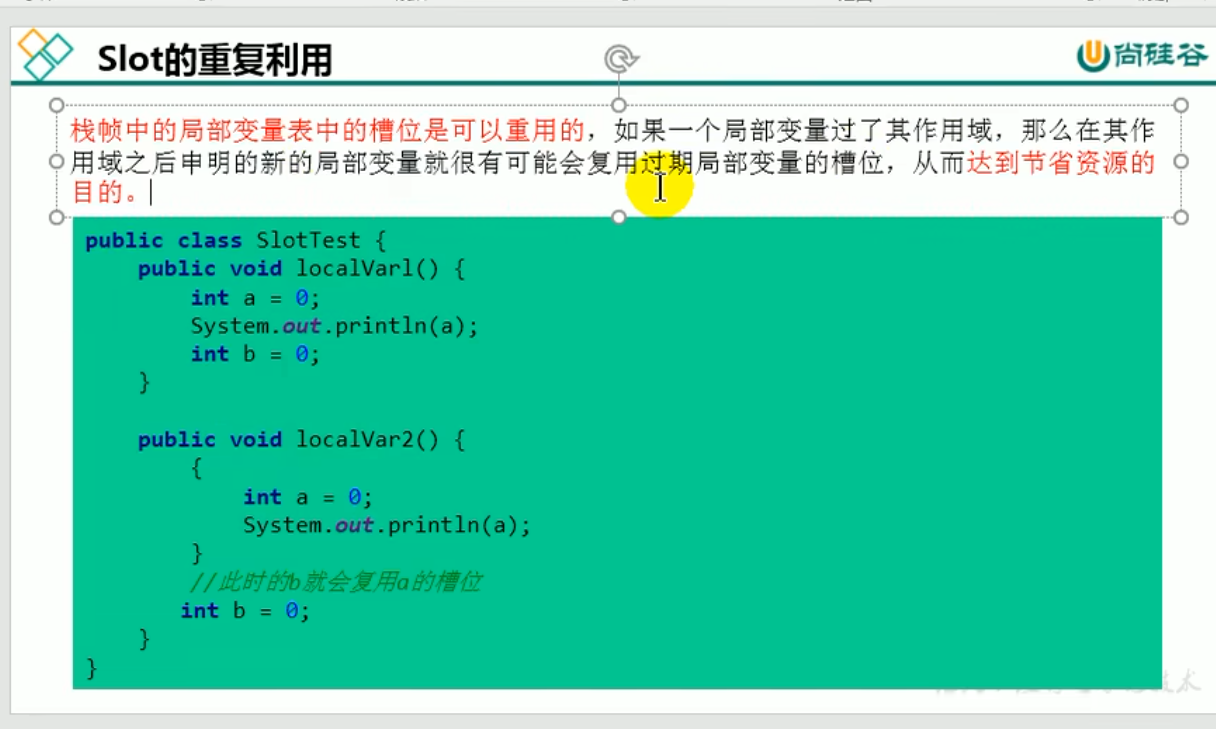 Slot的重复利用
尚硅谷
栈帧中的局部变量表中的槽位是可以重用的，如果一个局部变量过了其作用域，那么在其作
用域之后申明的新的局部变量就很有可能会复用过期局部变量的槽位，从而达到节省资源的
目的。
public class SlotTest {
    public void localVarl() {
        int a = 0;
        System.out.println(a);
        int b = 0;
    }
    public void localVar2() {
        {
            int a = 0;
            System.out.println(a);
        }
        //此时的b就会复用a的槽位
       int b = 0;
    }
}